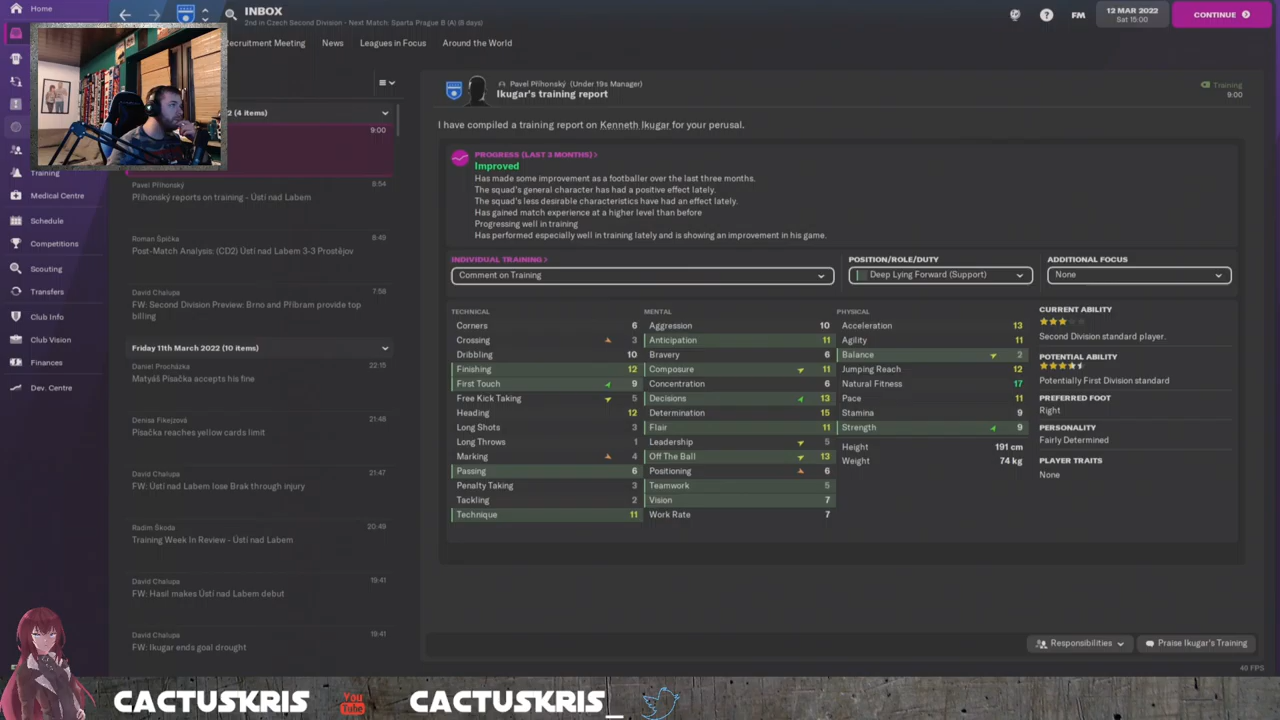 Home
INBOX
2nd in Czech Second Division - Next Match: Sparta Prague B (A) (8 days)
FM
12 MAR 2022
Sat 15:00
CONTINUE
Recruitment Meeting
News
Leagues in Focus
Around the World
Training
Medical Centre
Schedule
Competitions
Scouting
Transfers
Club Info
Club Vision
Finances
Dev. Centre
2 (4 items)
9:00
Pavel Příhonský
8:54
Příhonský reports on training - Ústí nad Labem
Roman Špička
8:49
Post-Match Analysis: (CD2) Ústí nad Labem 3-3 Prostějov
David Chalupa
7:58
FW: Second Division Preview: Brno and Příbram provide top
billing
Friday 11th March 2022 (10 items)
Daniel Procházka
22:15
Matyáš Pisačka accepts his fine
Denisa Fikejzová
21:48
Pisačka reaches yellow cards limit
David Chalupa
21:47
FW: Ústí nad Labem lose Brak through injury
Radim Škoda
20:49
Training Week In Review - Ústí nad Labem
David Chalupa
19:41
FW: Hasil makes Ústí nad Labem debut
David Chalupa
19:41
FW: Ikugar ends goal drought
Pavel Příhonský (Under 19s Manager)
Ikugar's training report
Training
9:00
I have compiled a training report on Kenneth Ikugar for your perusal.
PROGRESS (LAST 3 MONTHS) >
Improved
Has made some improvement as a footballer over the last three months.
The squad's general character has had a positive effect lately.
The squad's less desirable characteristics have had an effect lately.
Has gained match experience at a higher level than before
Progressing well in training
Has performed especially well in training lately and is showing an improvement in his game.
INDIVIDUAL TRAINING >
Comment on Training
POSITION/ROLE/DUTY
Deep Lying Forward (Support)
ADDITIONAL FOCUS
None
TECHNICAL
Corners 6
Crossing 3
Dribbling 10
Finishing 12
First Touch 9
Free Kick Taking 5
Heading 12
Long Shots 3
Long Throws 1
Marking 4
Passing 6
Penalty Taking 3
Tackling 2
Technique 11
MENTAL
Aggression 10
Anticipation 11
Bravery 6
Composure 11
Concentration 6
Decisions 13
Determination 15
Flair 11
Leadership 5
Off The Ball 13
Positioning 6
Teamwork 5
Vision 7
Work Rate 7
PHYSICAL
Acceleration 13
Agility 11
Balance 2
Jumping Reach 12
Natural Fitness 17
Pace 11
Stamina 9
Strength 9
Height 191 cm
Weight 74 kg
CURRENT ABILITY
Second Division standard player.
POTENTIAL ABILITY
Potentially First Division standard
PREFERRED FOOT
Right
PERSONALITY
Fairly Determined
PLAYER TRAITS
None
Responsibilities
Praise Ikugar's Training
40 FPS
CACTUSKRIS
You
Tube
CACTUSKRIS_